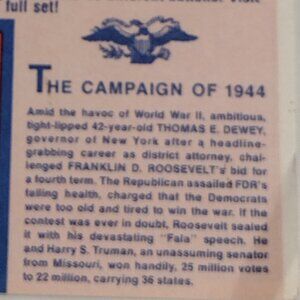 full set!
THE CAMPAIGN OF 1944
Amid the havoc of World War II, ambitious,
tight-lipped 42-year-old THOMAS E. DEWEY,
governor of New York after a headline-
grabbing career as district attorney, chal-
lenged FRANKLIN D. ROOSEVELT'S bid for
a fourth term. The Republican assailed FDR's
failing health, charged that the Democrats
were too old and tired to win the war. If the
contest was ever in doubt, Roosevelt sealed
it with his devastating "Fala" speech. He
and Harry S. Truman, an unassuming senator
from Missouri, won handily, 25 million votes
to 22 million, carrying 36 states.